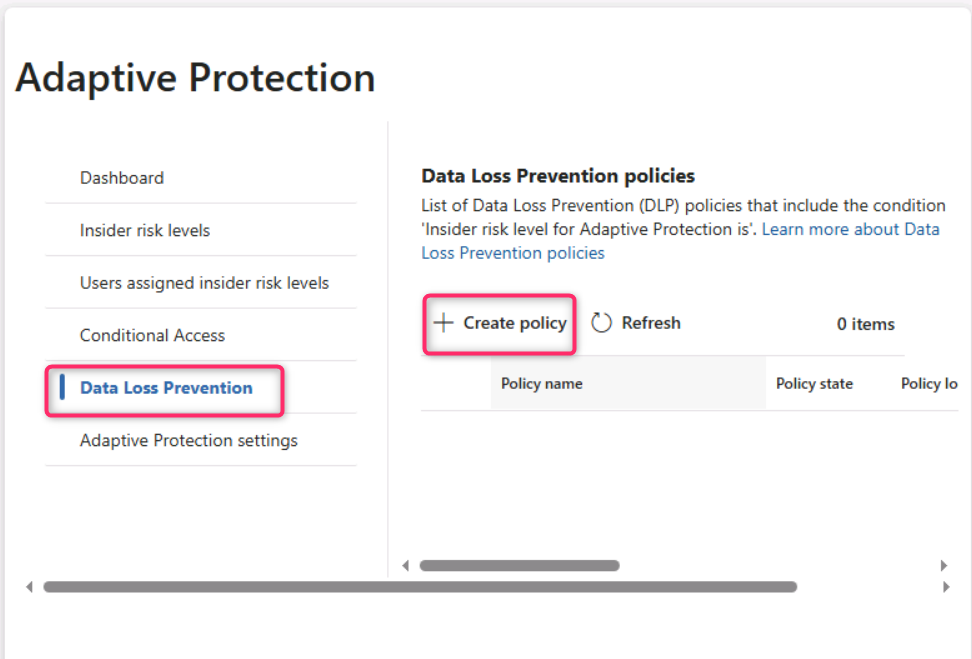 Adaptive Protection
Dashboard
Insider risk levels
Users assigned insider risk levels
Conditional Access
Data Loss Prevention
Adaptive Protection settings
Data Loss Prevention policies
List of Data Loss Prevention (DLP) policies that include the condition
'Insider risk level for Adaptive Protection is'. Learn more about Data
Loss Prevention policies
Create policy Refresh 0 items
Policy name Policy state Policy lo